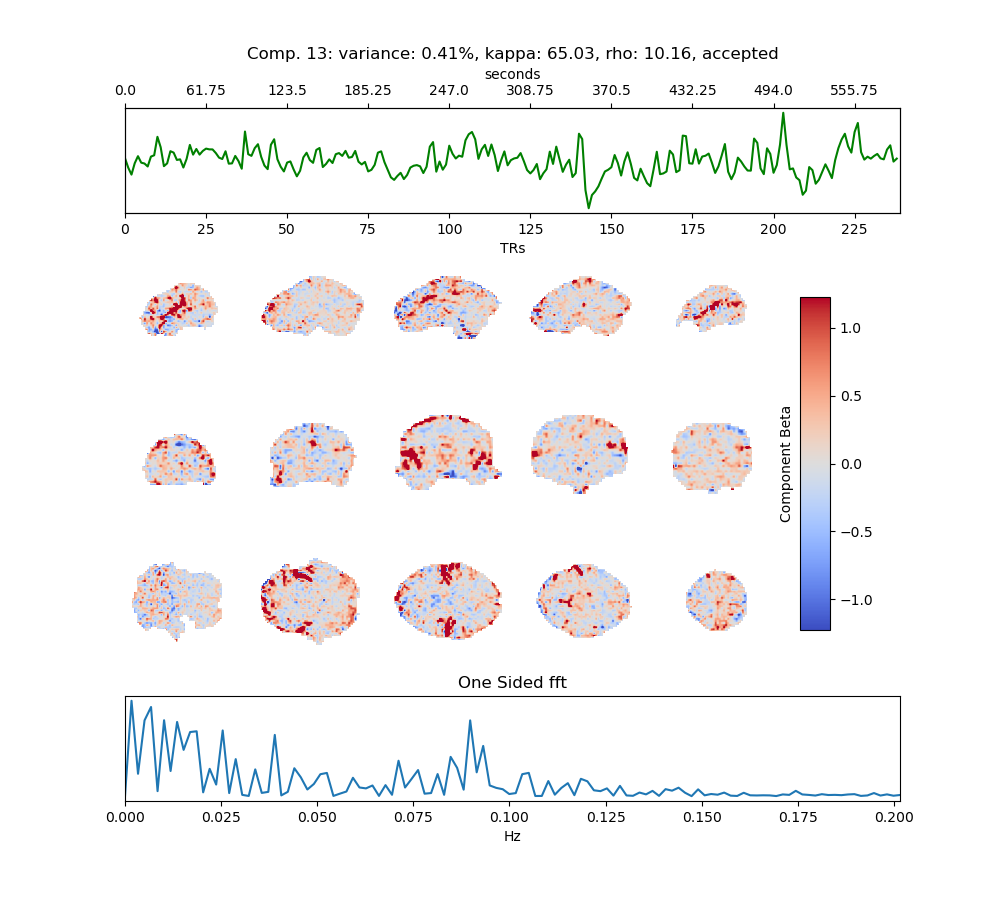 Comp. 13: variance: 0.41%, kappa: 65.03, rho: 10.16, accepted
seconds
0.0 61.75 123.5 185.25 247.0 308.75 370.5 432.25 494.0 555.75
0 25 50 75 100 125 150 175 200 225
TRs
1.0
0.5
0.0
−0.5
−1.0
Component Beta
One Sided fft
0.000 0.025 0.050 0.075 0.100 0.125 0.150 0.175 0.200
Hz